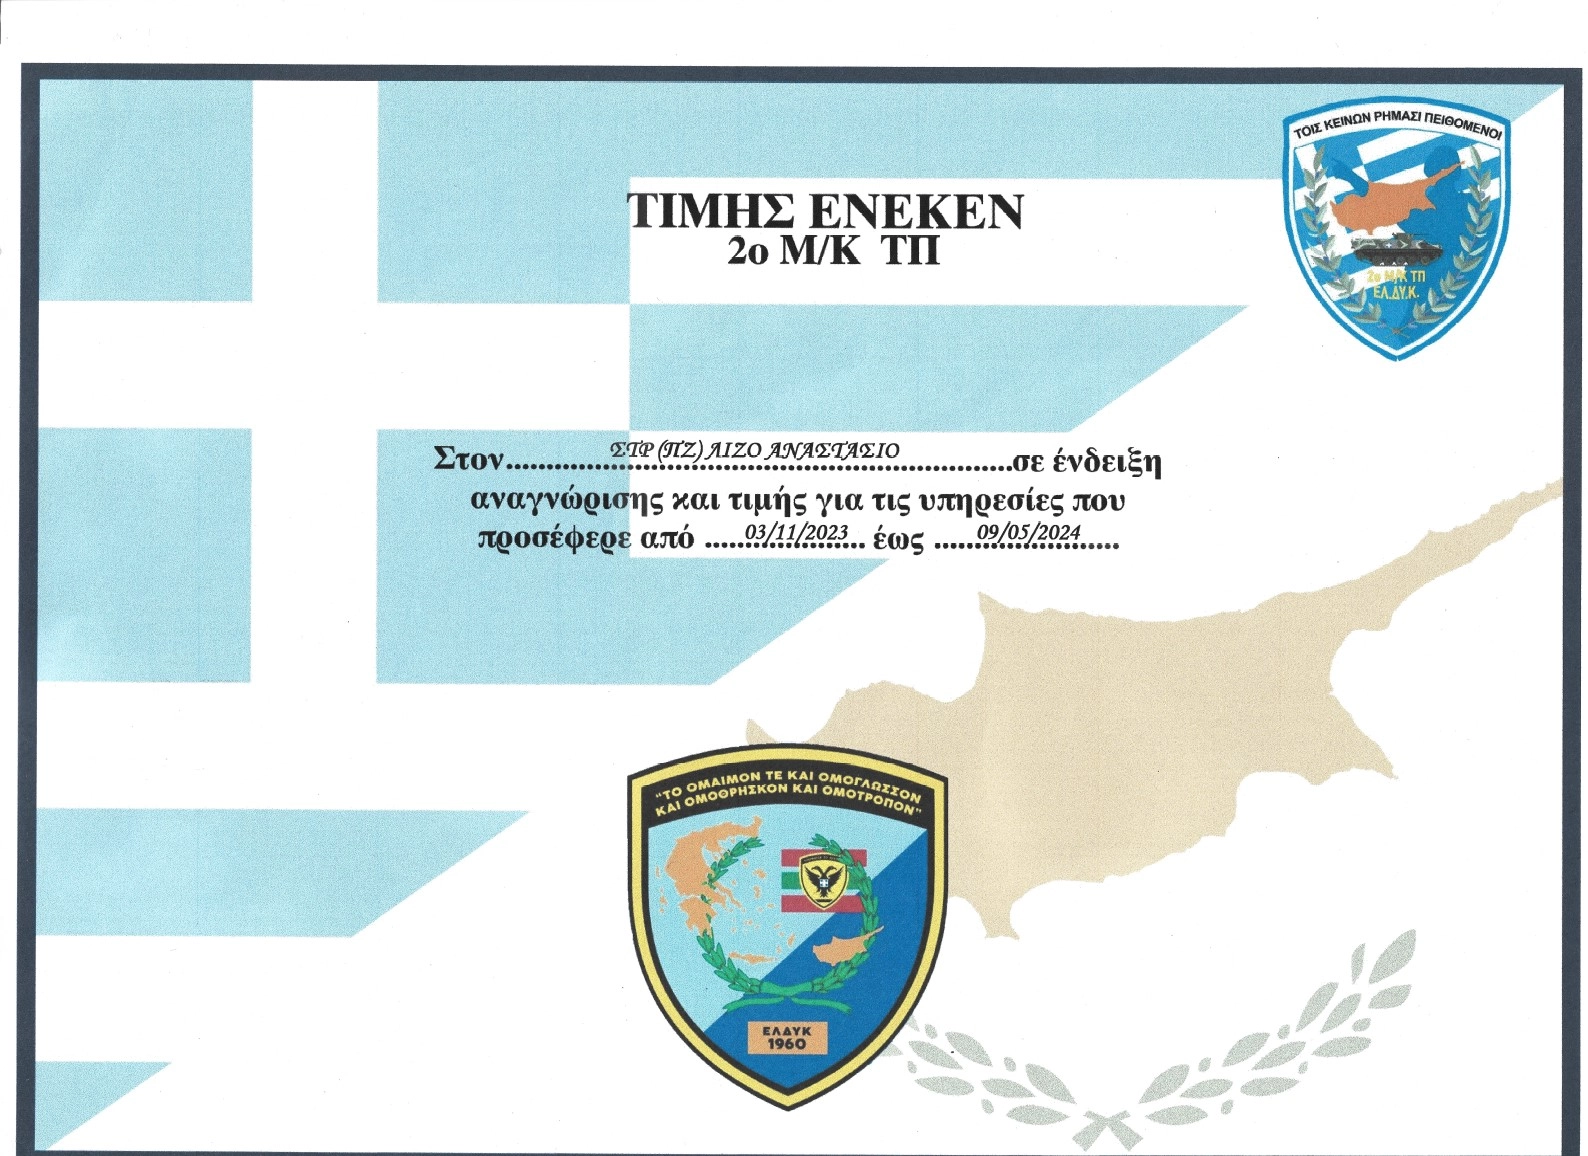 ΤΟΙΣ ΚΕΙΝΩΝ ΡΗΜΑΣΙ ΠΕΙΘΟΜΕΝΟΙ
ΤΙΜΗΣ ΕΝΕΚΕΝ
2ο Μ/Κ ΤΠ
2ο Μ/Κ ΤΠ
ΕΛ.ΔΥ.Κ.
Στον..........ΣΤΡ (ΠΖ) ΛΙΖΟ ΑΝΑΣΤΑΣΙΟ..........σε ένδειξη
αναγνώρισης και τιμής για τις υπηρεσίες που
προσέφερε από .....03/11/2023... έως .....09/05/2024.....
"ΤΟ ΟΜΑΙΜΟΝ ΤΕ ΚΑΙ ΟΜΟΓΛΩΣΣΟΝ
ΚΑΙ ΟΜΟΘΡΗΣΚΟΝ ΚΑΙ ΟΜΟΤΡΟΠΟΝ"
ΕΛΔΥΚ
1960